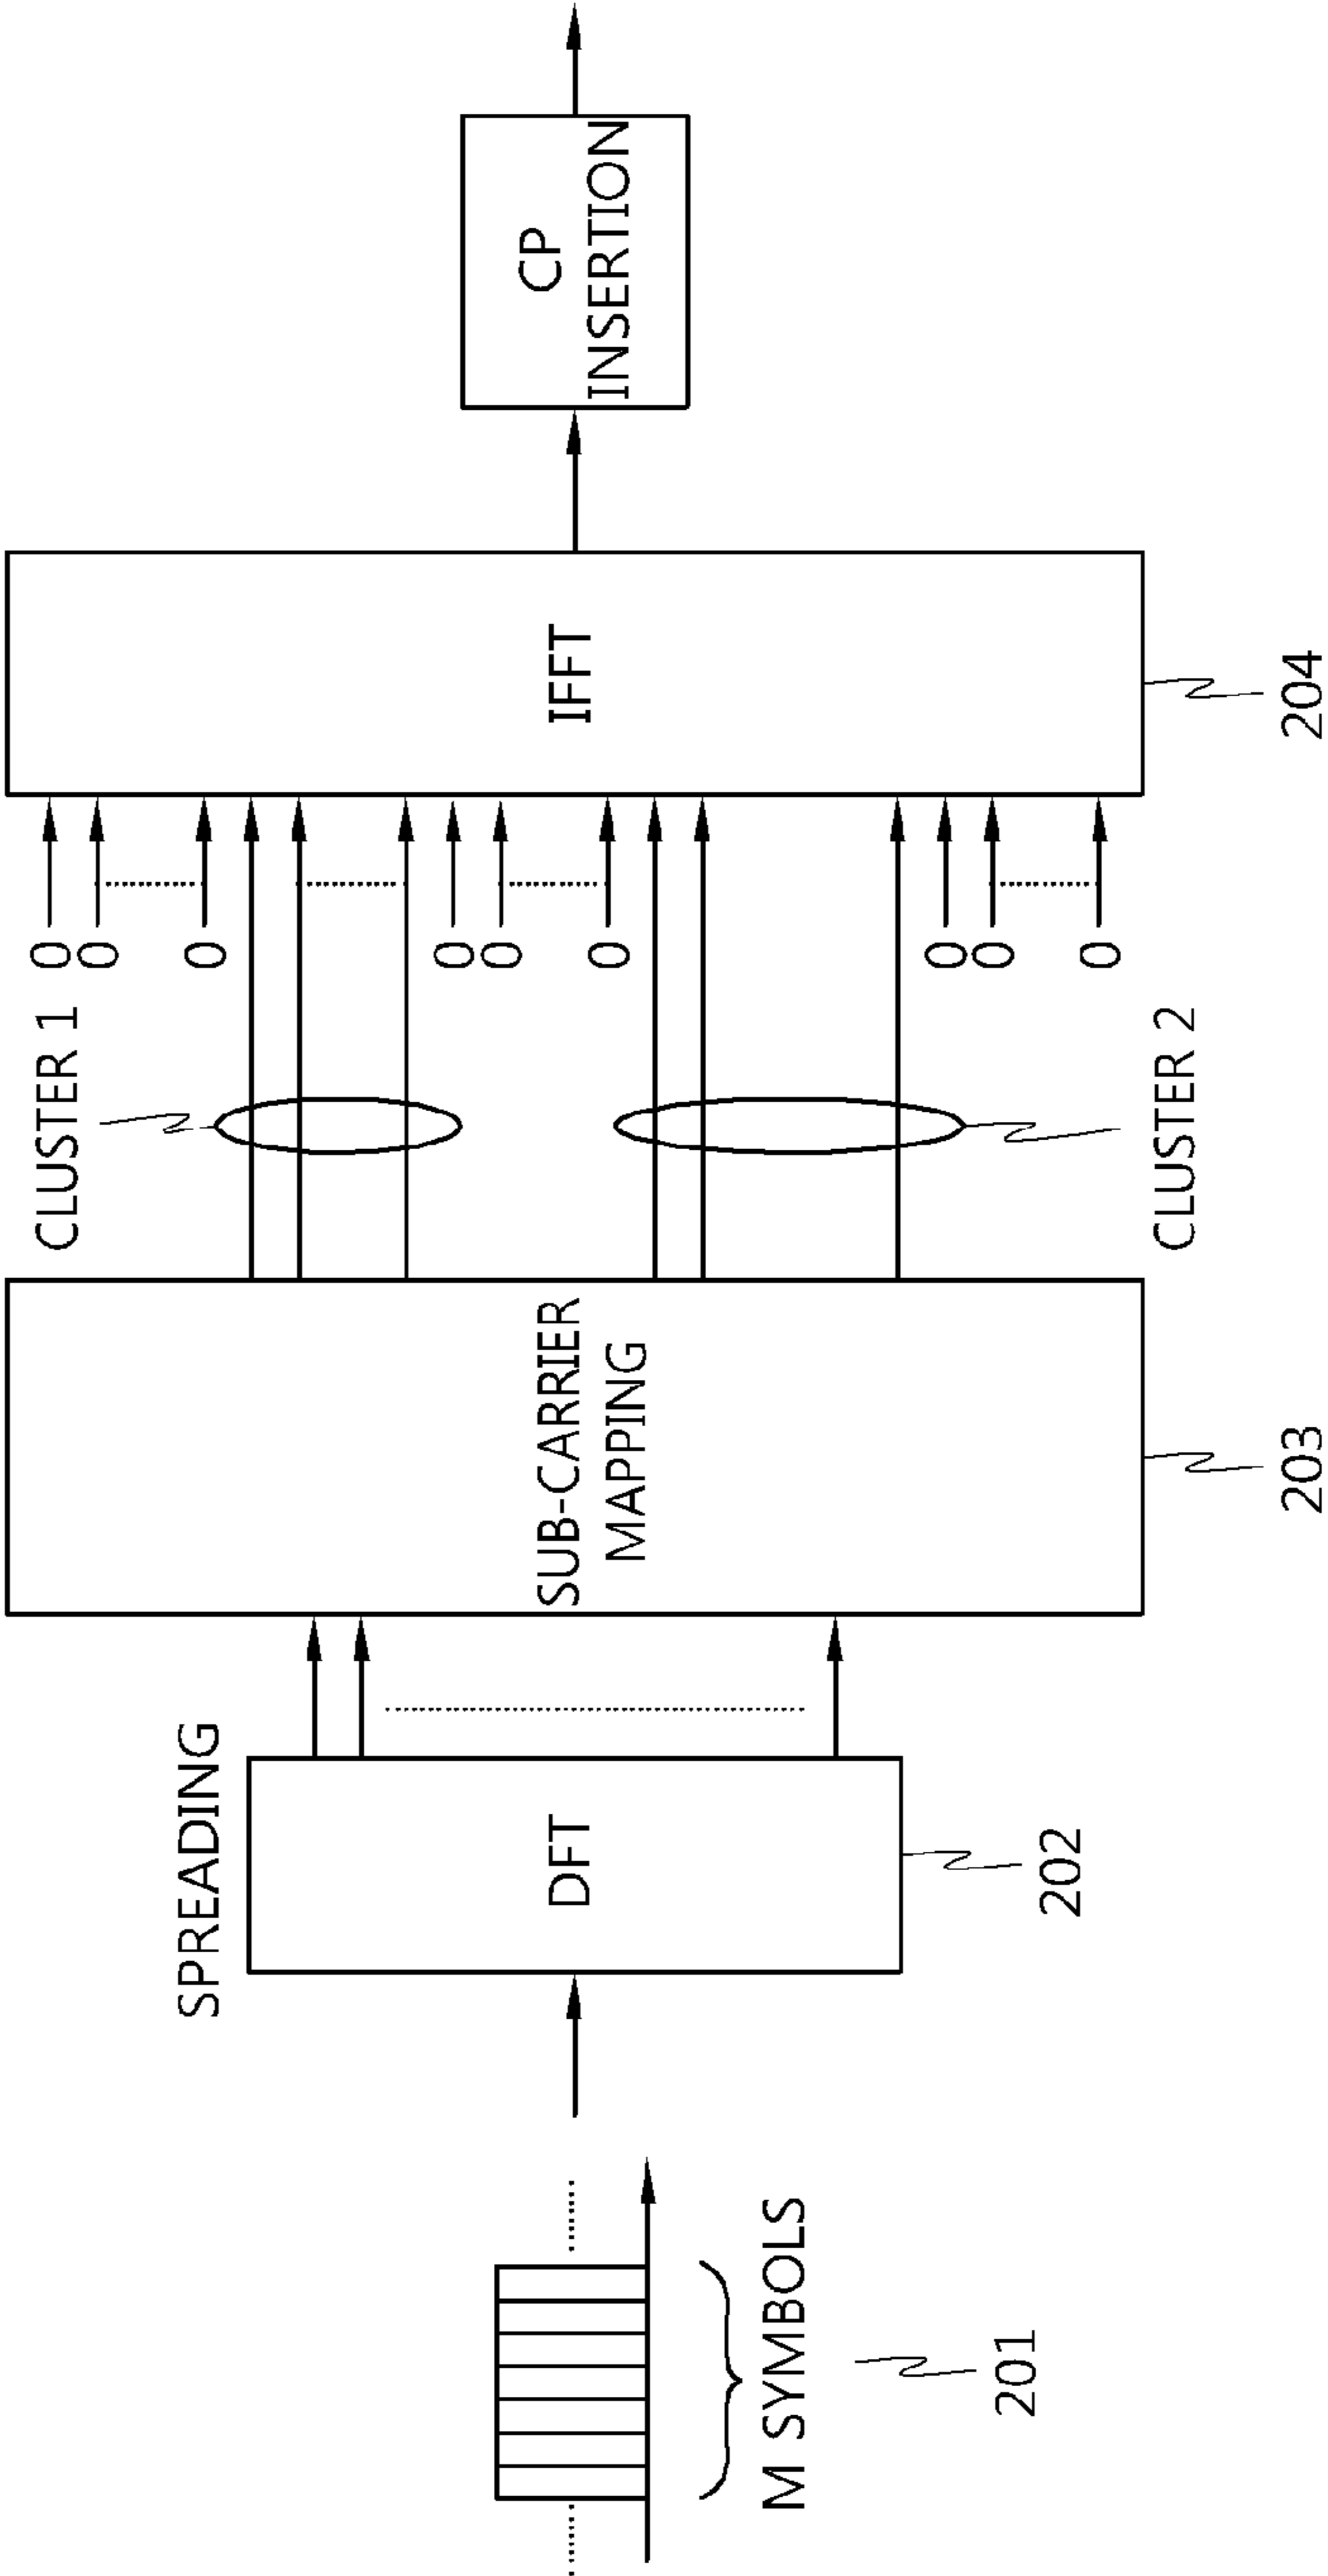 M SYMBOLS
201
SPREADING
DFT
202
SUB-CARRIER
MAPPING
203
CLUSTER 1
CLUSTER 2
0
0
0
0
0
0
0
0
0
IFFT
204
CP
INSERTION